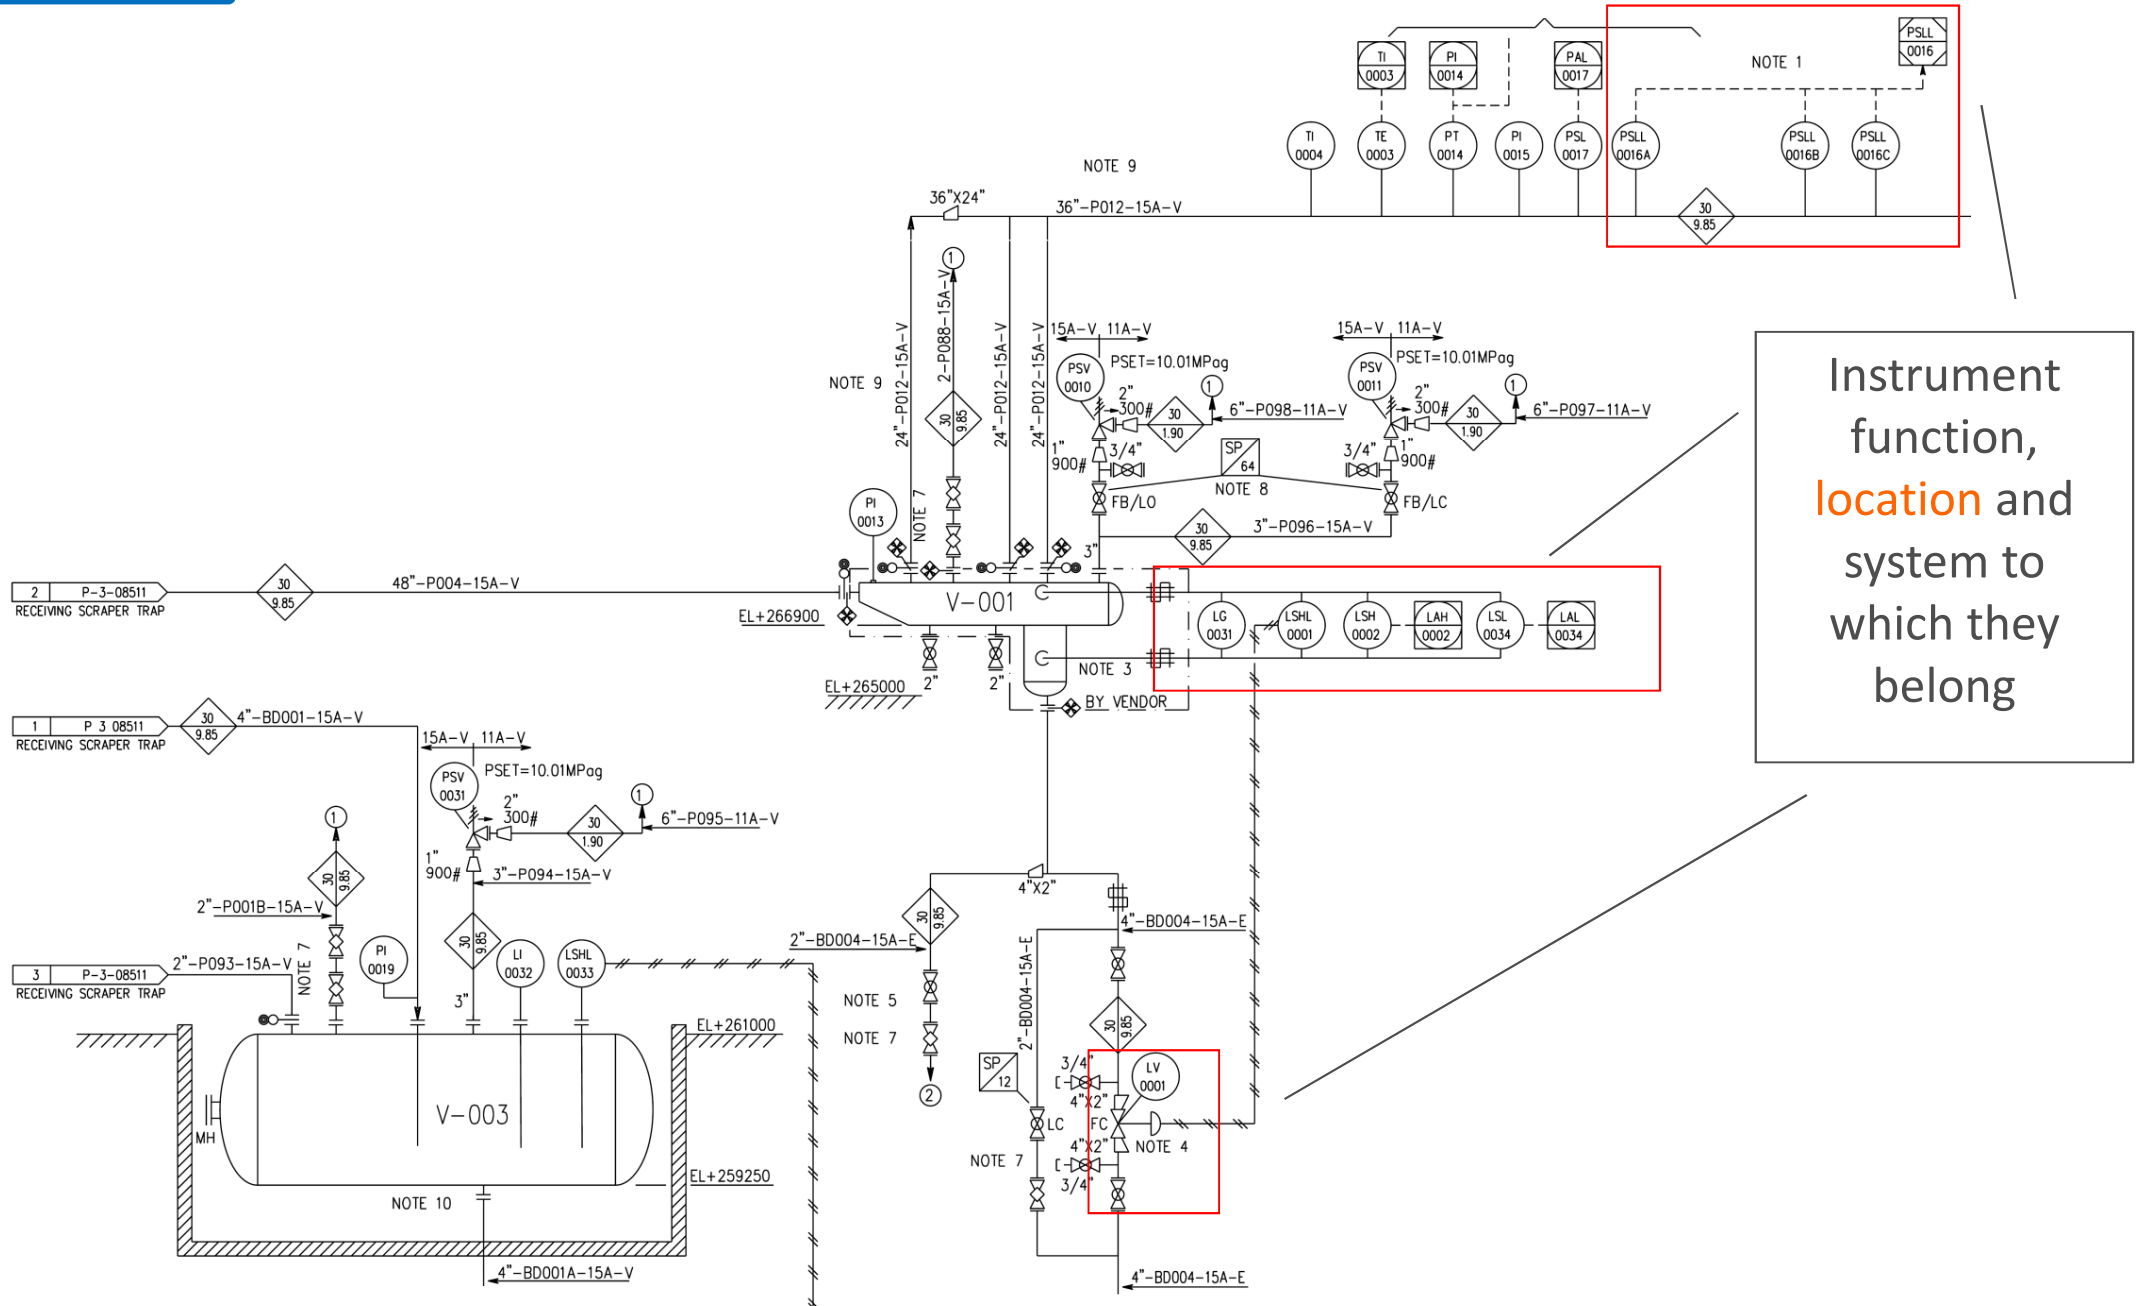 PSLL
0016
NOTE 1
TI
0003
PI
0014
PAL
0017
TI
0004
TE
0003
PT
0014
PI
0015
PSL
0017
PSLL
0016A
PSLL
0016B
PSLL
0016C
NOTE 9
36"X24"
36"-P012-15A-V
30
9.85
1
2-P088-15A-V
24"-P012-15A-V
24"-P012-15A-V
24"-P012-15A-V
NOTE 9
30
9.85
NOTE 7
15A-V
11A-V
PSV
0010
PSET=10.01MPag
2"
300#
30
1.90
1
6"-P098-11A-V
1"
900#
3/4"
FB/LO
SP
64
NOTE 8
15A-V
11A-V
PSV
0011
PSET=10.01MPag
2"
300#
30
1.90
1
6"-P097-11A-V
3/4"
1"
900#
FB/LC
30
9.85
3"-P096-15A-V
3"
PI
0013
2
P-3-08511
RECEIVING SCRAPER TRAP
30
9.85
48"-P004-15A-V
V-001
EL+266900
EL+265000
2"
2"
NOTE 3
BY VENDOR
LG
0031
LSHL
0001
LSH
0002
LAH
0002
LSL
0034
LAL
0034
Instrument
function,
location and
system to
which they
belong
1
P 3 08511
RECEIVING SCRAPER TRAP
30
9.85
4"-BD001-15A-V
15A-V
11A-V
PSV
0031
PSET=10.01MPag
2"
300#
30
1.90
1
6"-P095-11A-V
1"
900#
3"-P094-15A-V
30
9.85
3"
1
30
9.85
2"-P001B-15A-V
NOTE 7
PI
0019
LI
0032
LSHL
0033
3
P-3-08511
RECEIVING SCRAPER TRAP
2"-P093-15A-V
EL+261000
V-003
MH
EL+259250
NOTE 10
4"-BD001A-15A-V
4"X2"
30
9.85
2"-BD004-15A-E
NOTE 5
NOTE 7
2
4"-BD004-15A-E
2"-BD004-15A-E
30
9.85
SP
12
LC
NOTE 7
3/4"
LV
0001
4"X2"
FC
NOTE 4
4"X2"
3/4"
4"-BD004-15A-E